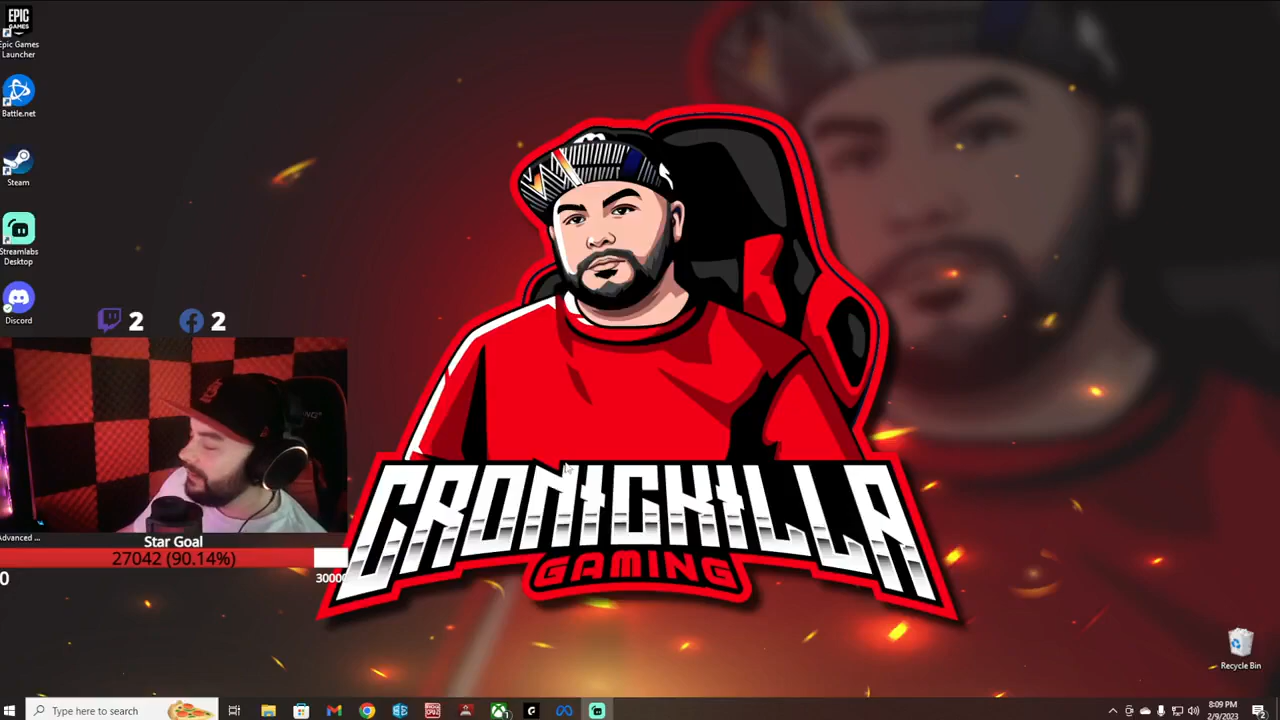 EPIC
GAMES
Epic Games
Launcher
Battle.net
Steam
Streamlabs
Desktop
Discord
2
2
Advanced ...
Star Goal
27042 (90.14%)
0
30000
CRONICKILLA
GAMING
Recycle Bin
Type here to search
8:09 PM
2/9/2023